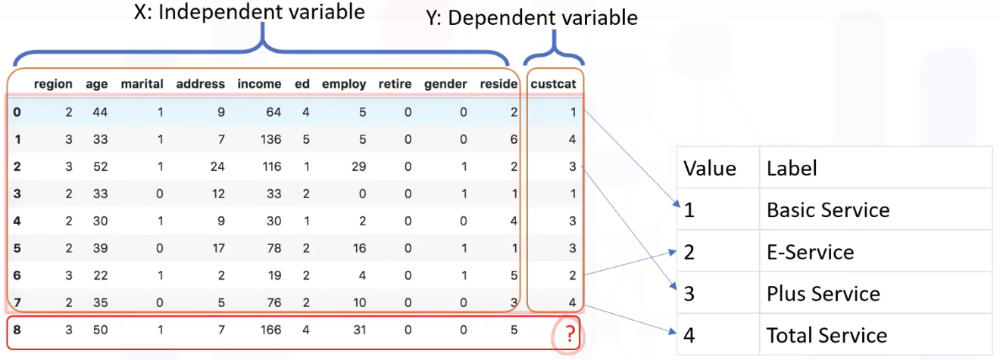 X: Independent variable
Y: Dependent variable
region age marital address income ed employ retire gender reside custcat
0 2 44 1 9 64 4 5 0 0 2 1
1 3 33 1 7 136 5 5 0 0 6 4
2 3 52 1 24 116 1 29 0 1 2 3
3 2 33 0 12 33 2 0 0 1 1 1
4 2 30 1 9 30 1 2 0 0 4 3
5 2 39 0 17 78 2 16 0 1 1 3
6 3 22 1 2 19 2 4 0 1 5 2
7 2 35 0 5 76 2 10 0 0 3 4
8 3 50 1 7 166 4 31 0 0 5 ?
Value Label
1 Basic Service
2 E-Service
3 Plus Service
4 Total Service